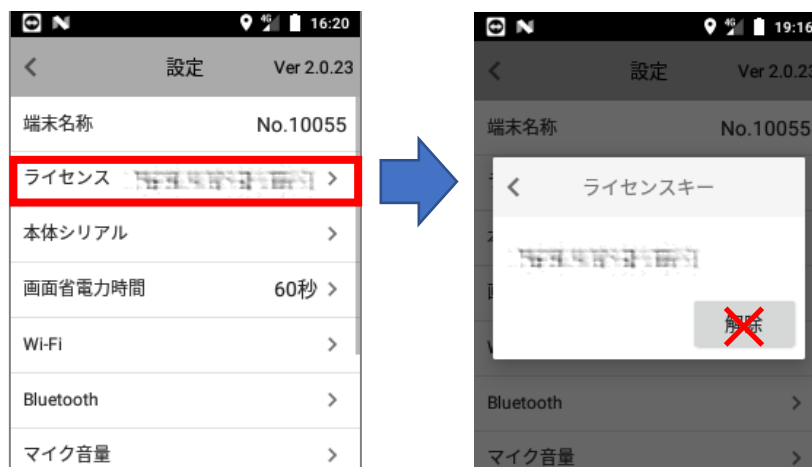 4G 16:20
設定 Ver 2.0.23
端末名称 No.10055
ライセンス
本体シリアル
画面省電力時間 60秒
Wi-Fi
Bluetooth
マイク音量
4G 19:16
設定 Ver 2.0.23
端末名称 No.10055
ライセンスキー
解除
Bluetooth
マイク音量